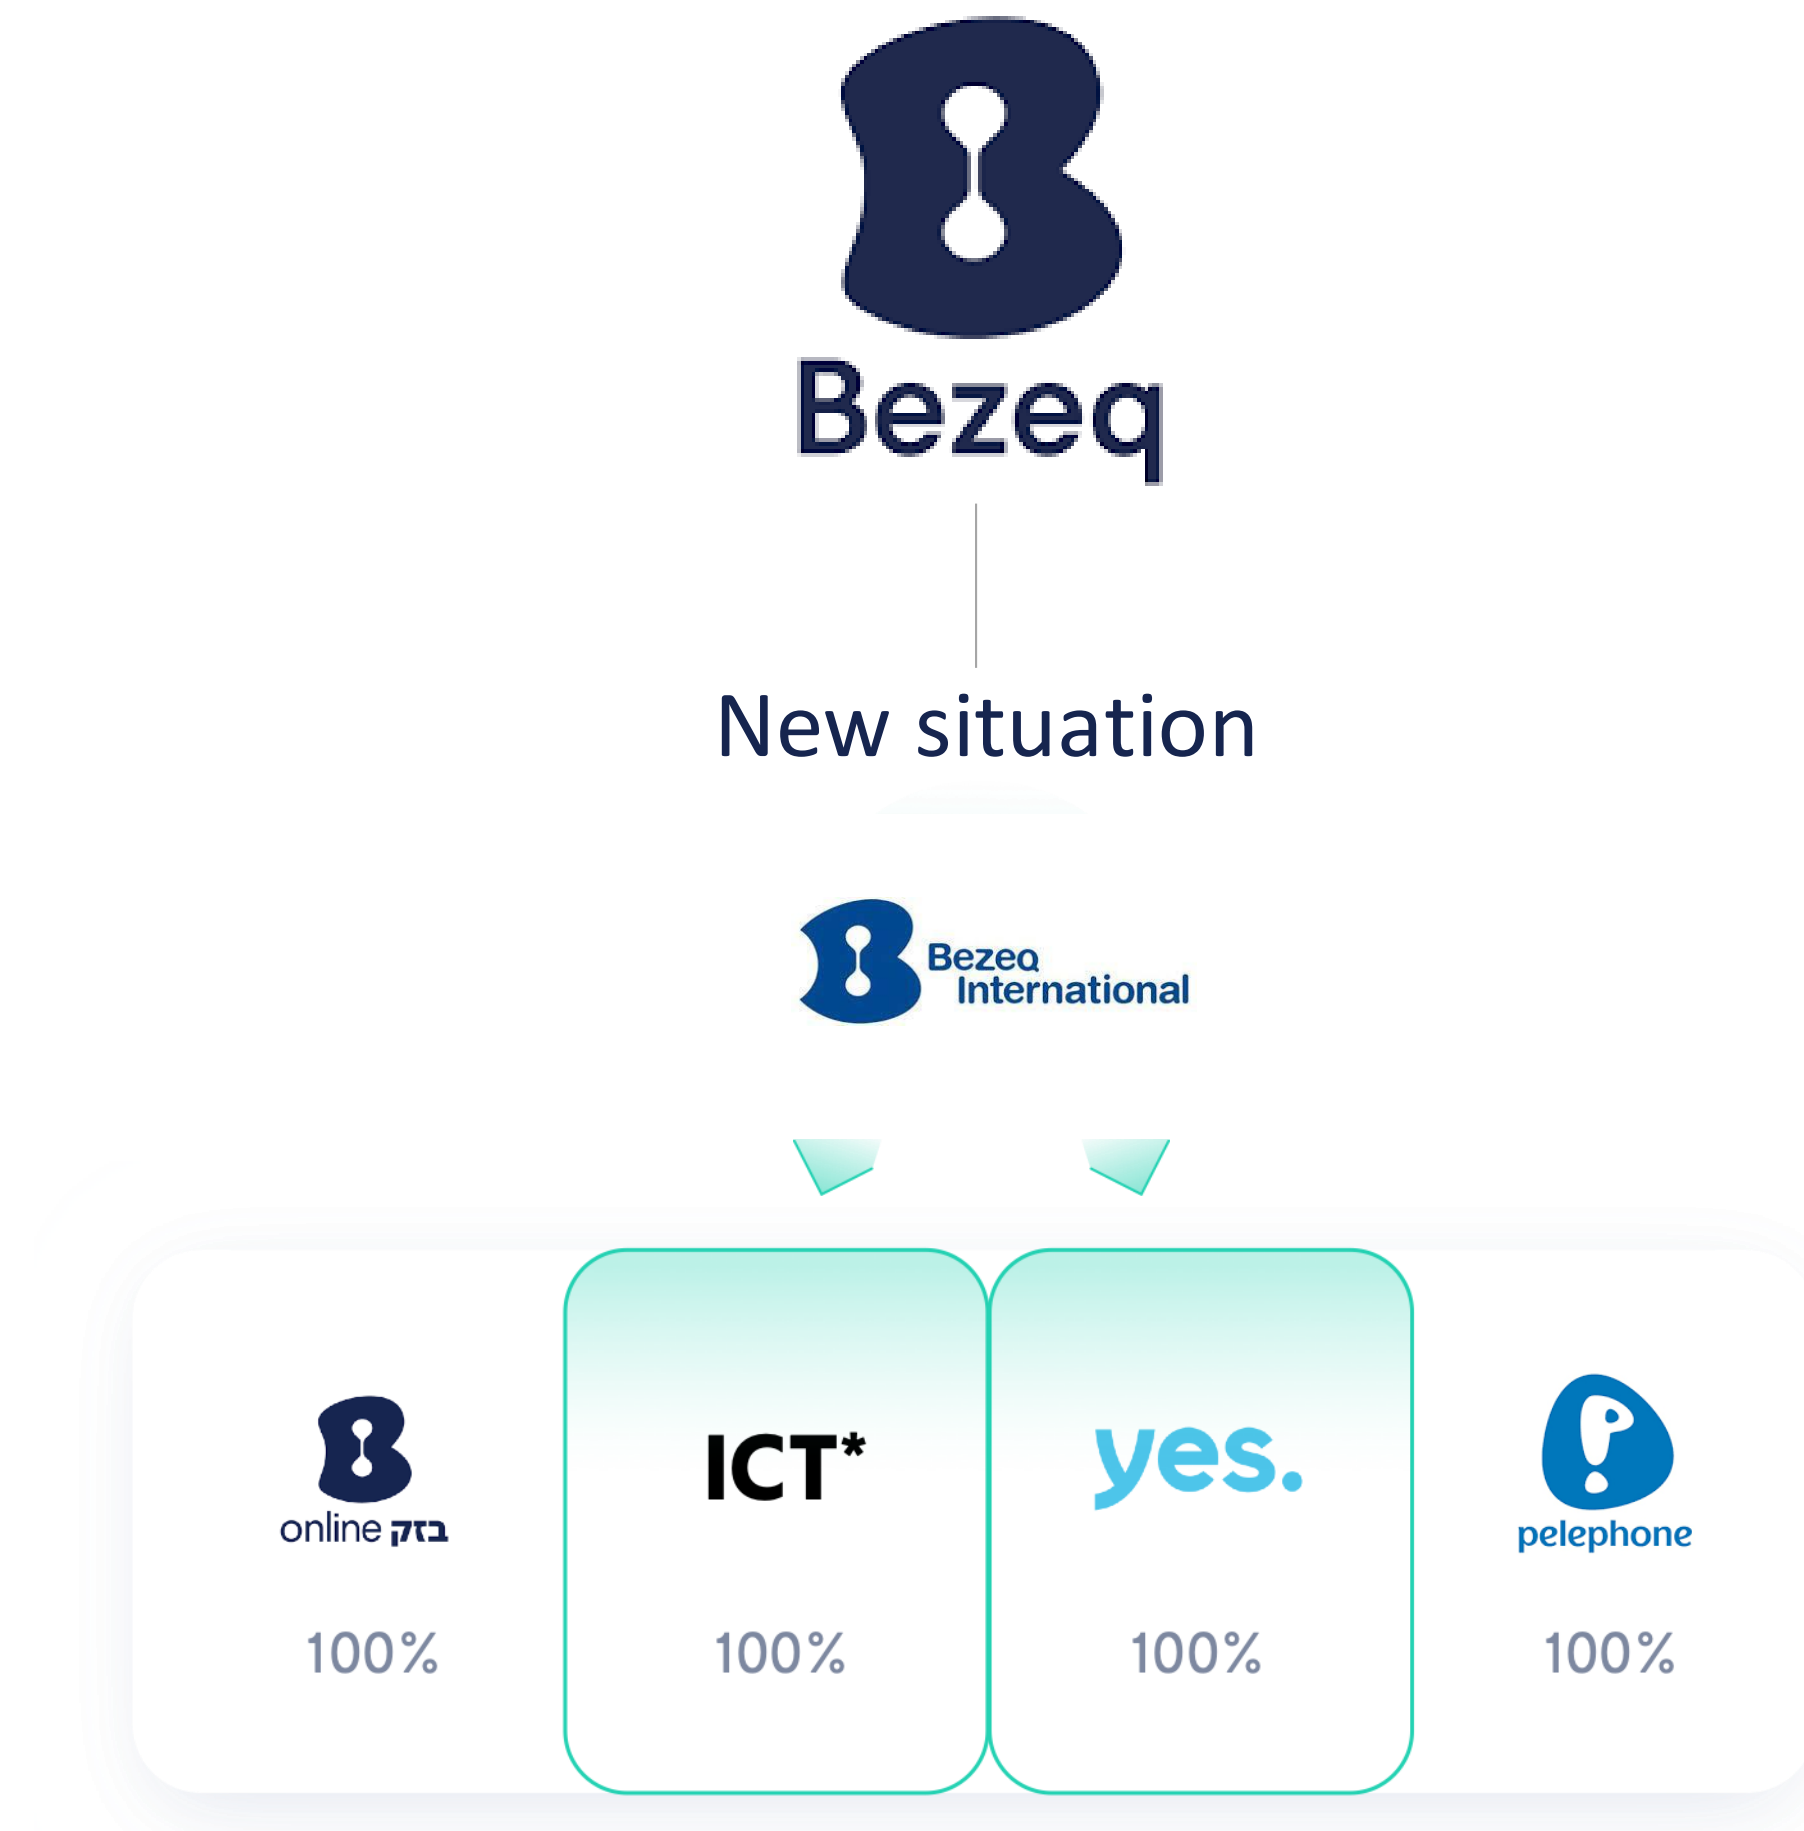 Bezeq
New situation
Bezeq
International
online בזק
ICT*
yes.
pelephone
100%
100%
100%
100%